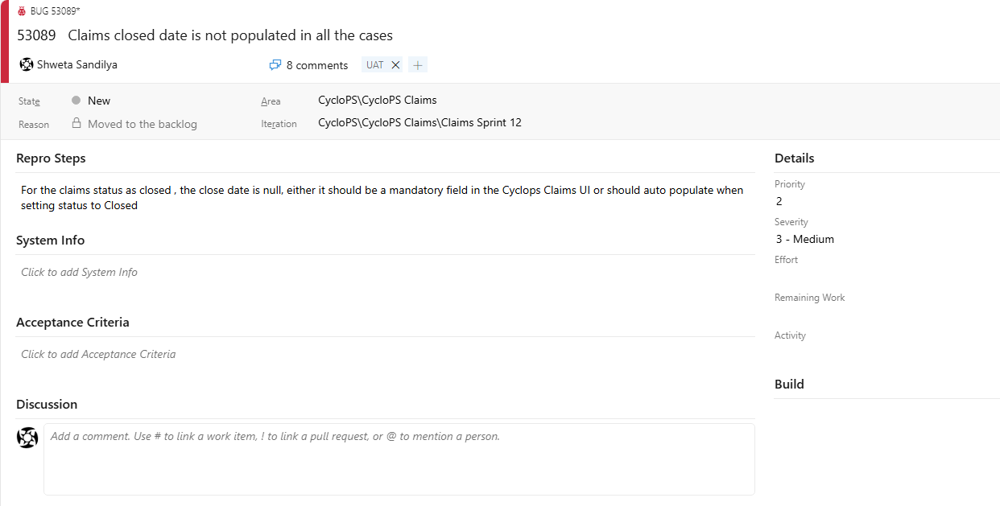 BUG 53089*
53089 Claims closed date is not populated in all the cases
Shweta Sandilya
8 comments
UAT
State
New
Area
CycloPS\CycloPS Claims
Reason
Moved to the backlog
Iteration
CycloPS\CycloPS Claims\Claims Sprint 12
Repro Steps
For the claims status as closed , the close date is null, either it should be a mandatory field in the Cyclops Claims UI or should auto populate when
setting status to Closed
System Info
Click to add System Info
Acceptance Criteria
Click to add Acceptance Criteria
Discussion
Add a comment. Use # to link a work item, ! to link a pull request, or @ to mention a person.
Details
Priority
2
Severity
3 - Medium
Effort
Remaining Work
Activity
Build